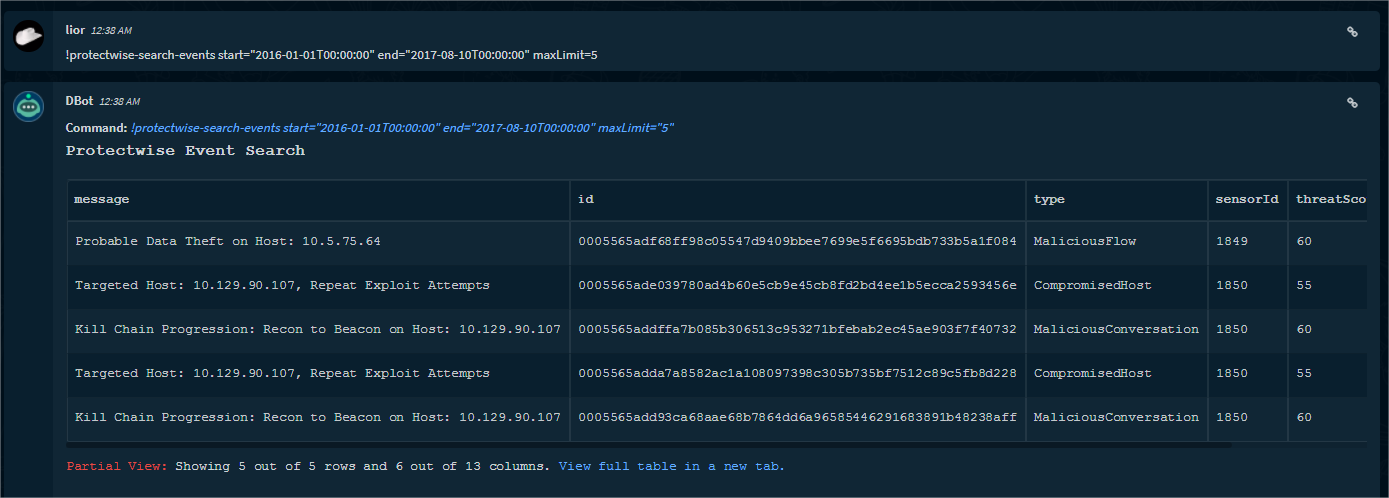 lior 12:38 AM
!protectwise-search-events start="2016-01-01T00:00:00" end="2017-08-10T00:00:00" maxLimit=5
DBot 12:38 AM
Command: !protectwise-search-events start="2016-01-01T00:00:00" end="2017-08-10T00:00:00" maxLimit="5"
Protectwise Event Search
message id type sensorId threatSco
Probable Data Theft on Host: 10.5.75.64 0005565adf68ff98c05547d9409bbee7699e5f6695bdb733b5a1f084 MaliciousFlow 1849 60
Targeted Host: 10.129.90.107, Repeat Exploit Attempts 0005565ade039780ad4b60e5cb9e45cb8fd2bd4ee1b5ecca2593456e CompromisedHost 1850 55
Kill Chain Progression: Recon to Beacon on Host: 10.129.90.107 0005565addffa7b085b306513c953271bfebab2ec45ae903f7f40732 MaliciousConversation 1850 60
Targeted Host: 10.129.90.107, Repeat Exploit Attempts 0005565adda7a8582ac1a108097398c305b735bf7512c89c5fb8d228 CompromisedHost 1850 55
Kill Chain Progression: Recon to Beacon on Host: 10.129.90.107 0005565add93ca68aae68b7864dd6a96585446291683891b48238aff MaliciousConversation 1850 60
Partial View: Showing 5 out of 5 rows and 6 out of 13 columns. View full table in a new tab.